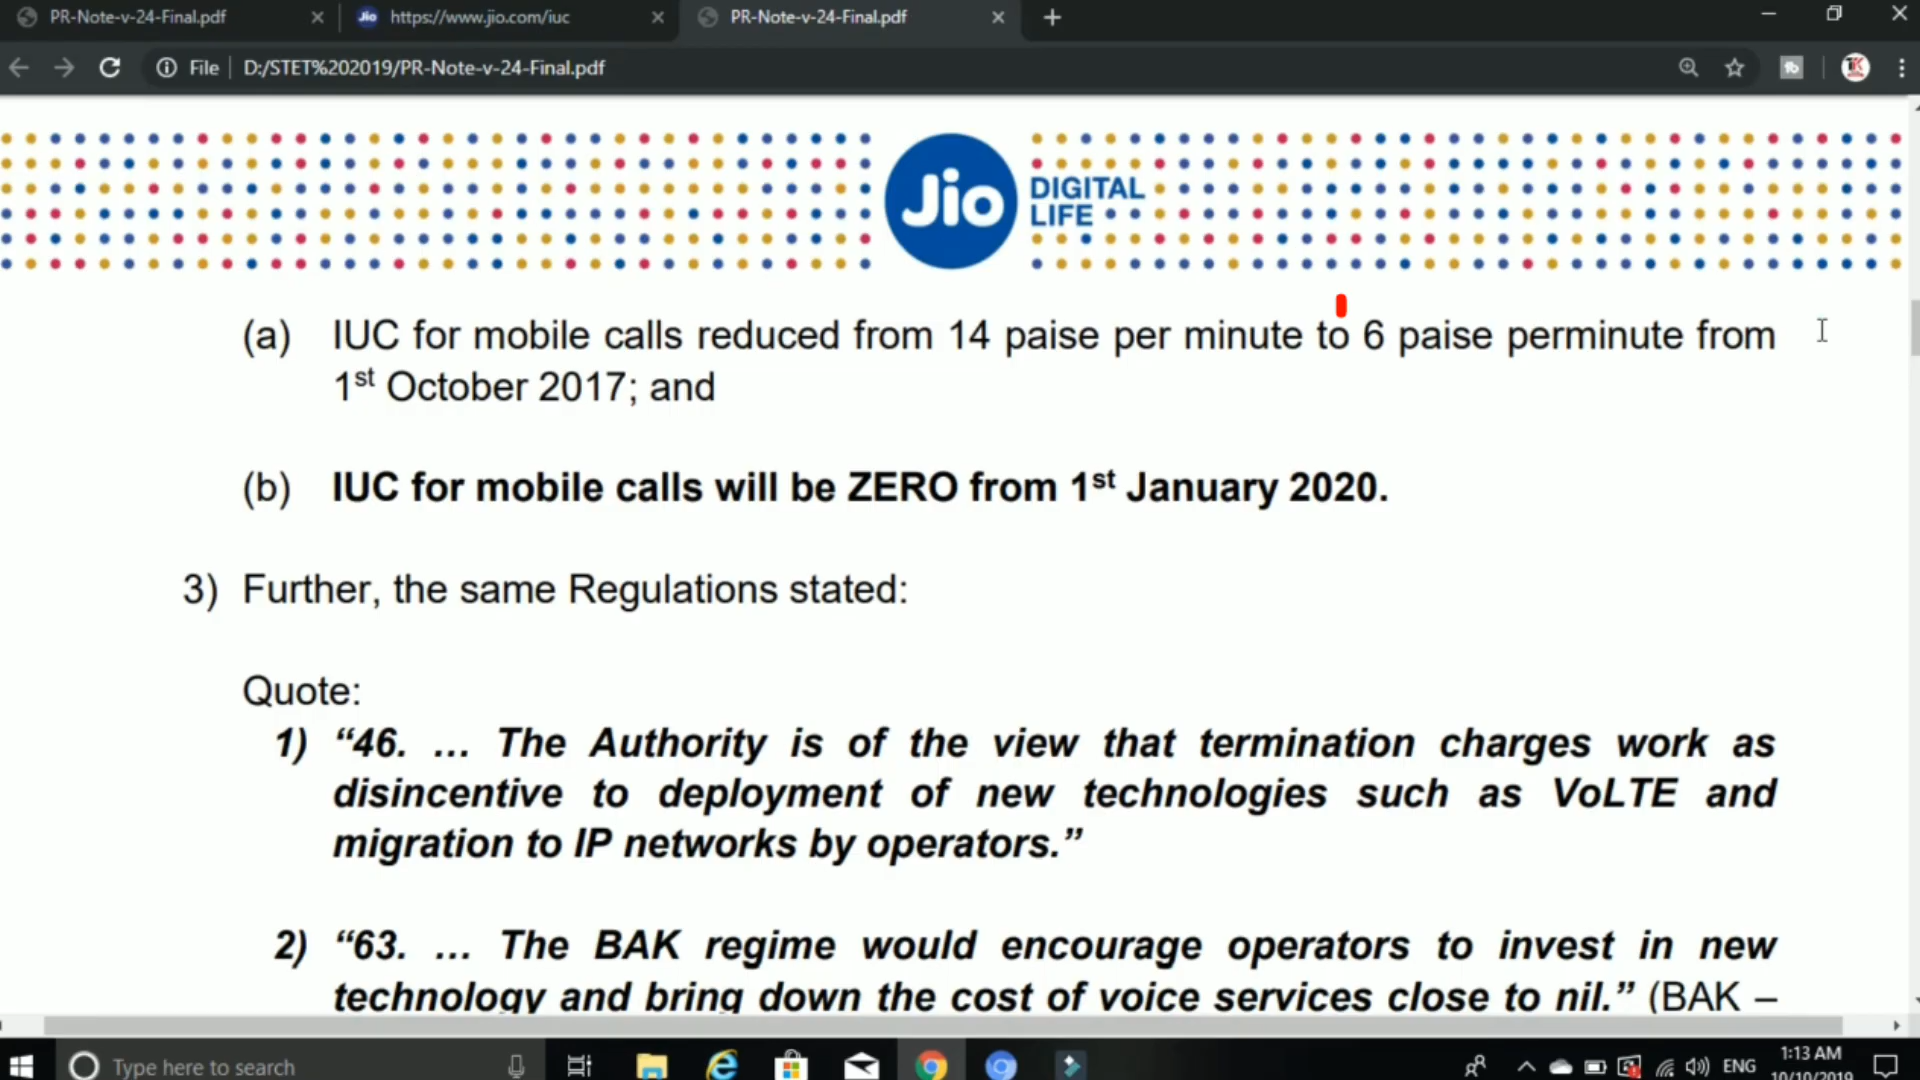 PR-Note-v-24-Final.pdf
Jio https://www.jio.com/iuc
PR-Note-v-24-Final.pdf
File D:/STET%202019/PR-Note-v-24-Final.pdf
Jio DIGITAL
LIFE
(a) IUC for mobile calls reduced from 14 paise per minute to 6 paise perminute from
1st October 2017; and
(b) IUC for mobile calls will be ZERO from 1st January 2020.
3) Further, the same Regulations stated:
Quote:
1) “46. ... The Authority is of the view that termination charges work as
disincentive to deployment of new technologies such as VoLTE and
migration to IP networks by operators.”
2) “63. ... The BAK regime would encourage operators to invest in new
technology and bring down the cost of voice services close to nil.” (BAK –
Type here to search
ENG
1:13 AM
10/10/2019